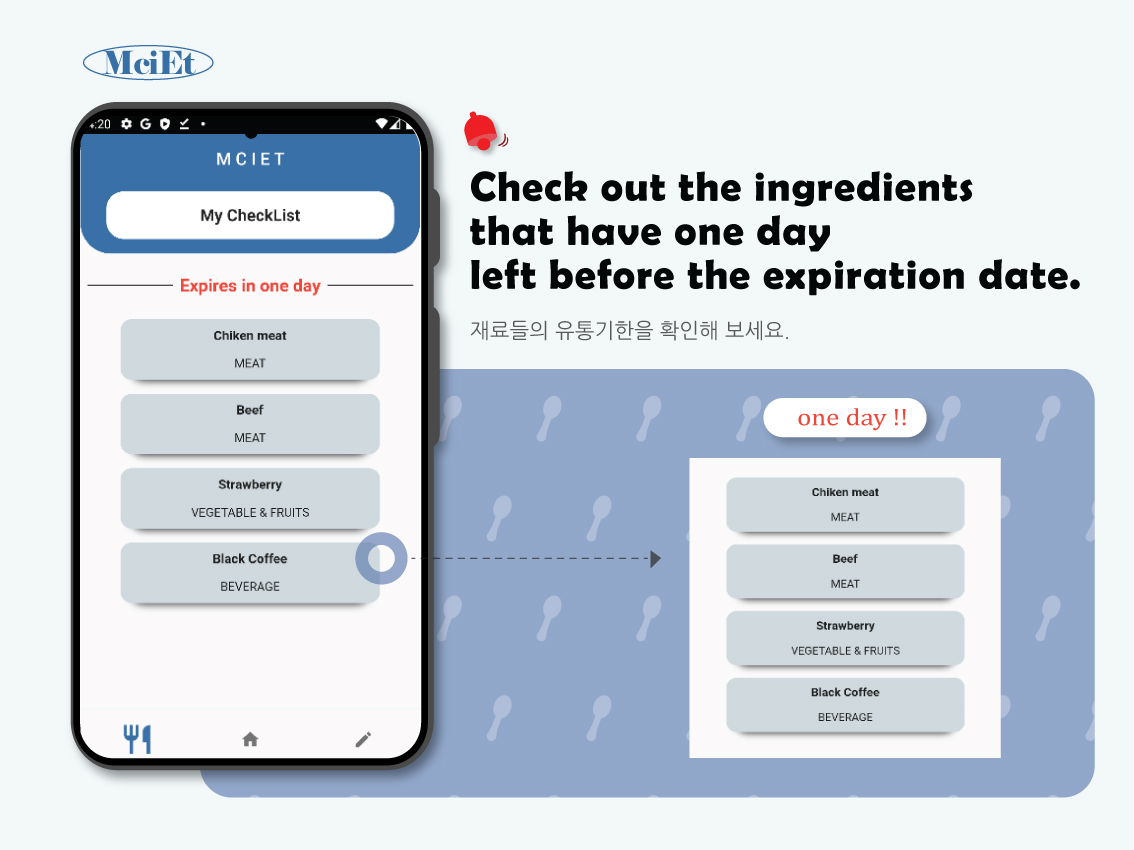 MciEt
4:20
MCIET
My CheckList
Expires in one day
Chiken meat
MEAT
Beef
MEAT
Strawberry
VEGETABLE & FRUITS
Black Coffee
BEVERAGE
Check out the ingredients
that have one day
left before the expiration date.
재료들의 유통기한을 확인해 보세요.
one day !!
Chiken meat
MEAT
Beef
MEAT
Strawberry
VEGETABLE & FRUITS
Black Coffee
BEVERAGE